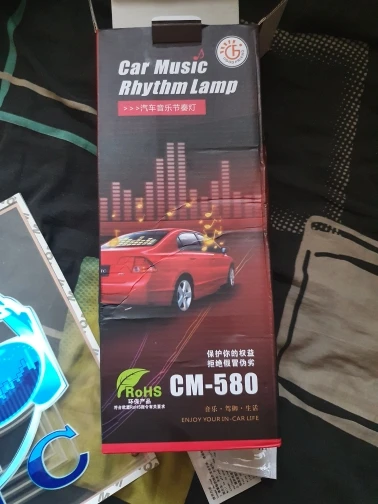 Car Music
Rhythm Lamp
>>>汽车音乐节奏灯
保护你的权益
拒绝假冒伪劣
RoHS
环保产品
CM-580
音乐·驾驰·生活
ENJOY YOUR IN-CAR LIFE
C